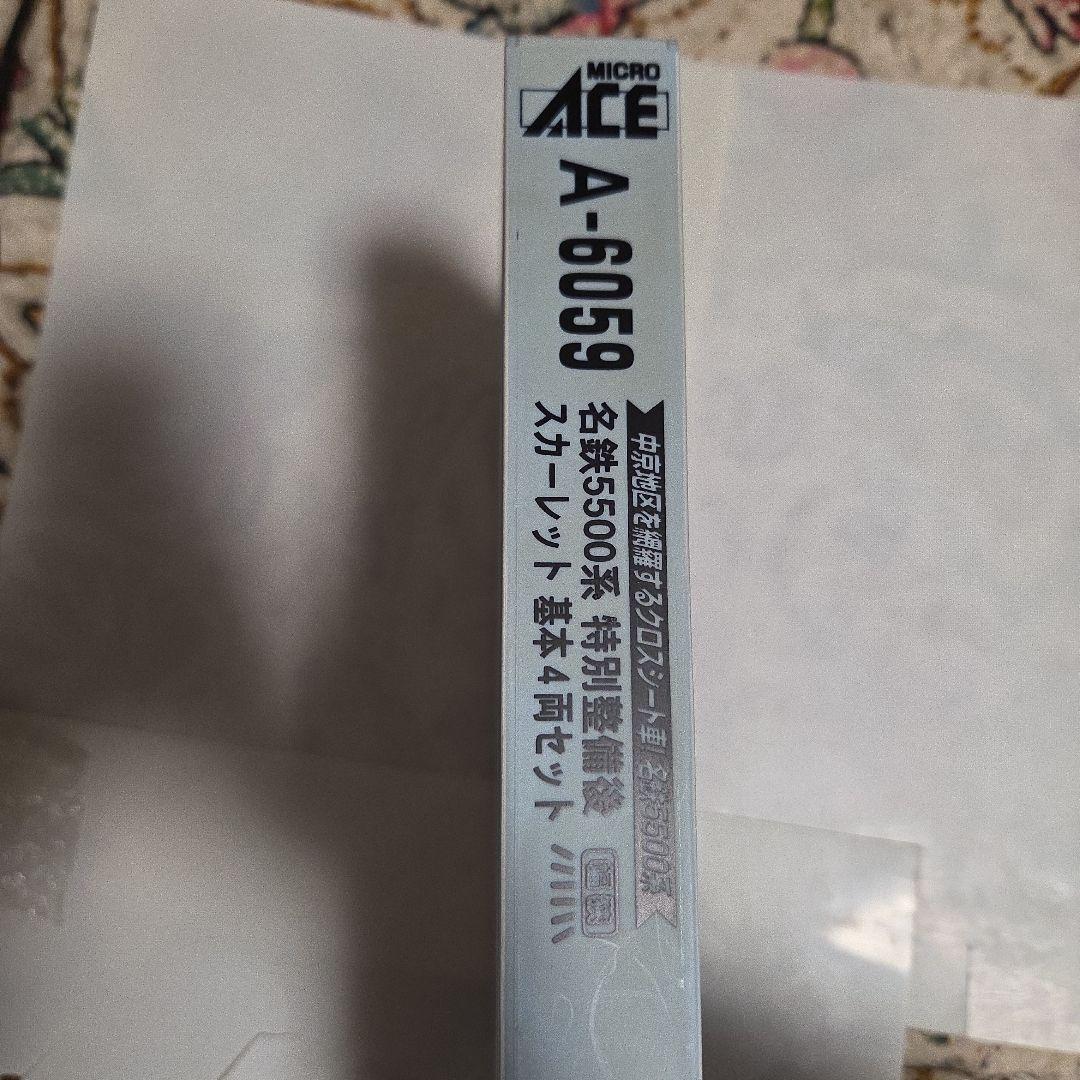 MICRO
ACE
A-6059
中京地区を網羅するクロスシート車!名鉄5500系
名鉄5500系 特別整備後
スカーレット 基本4両セット